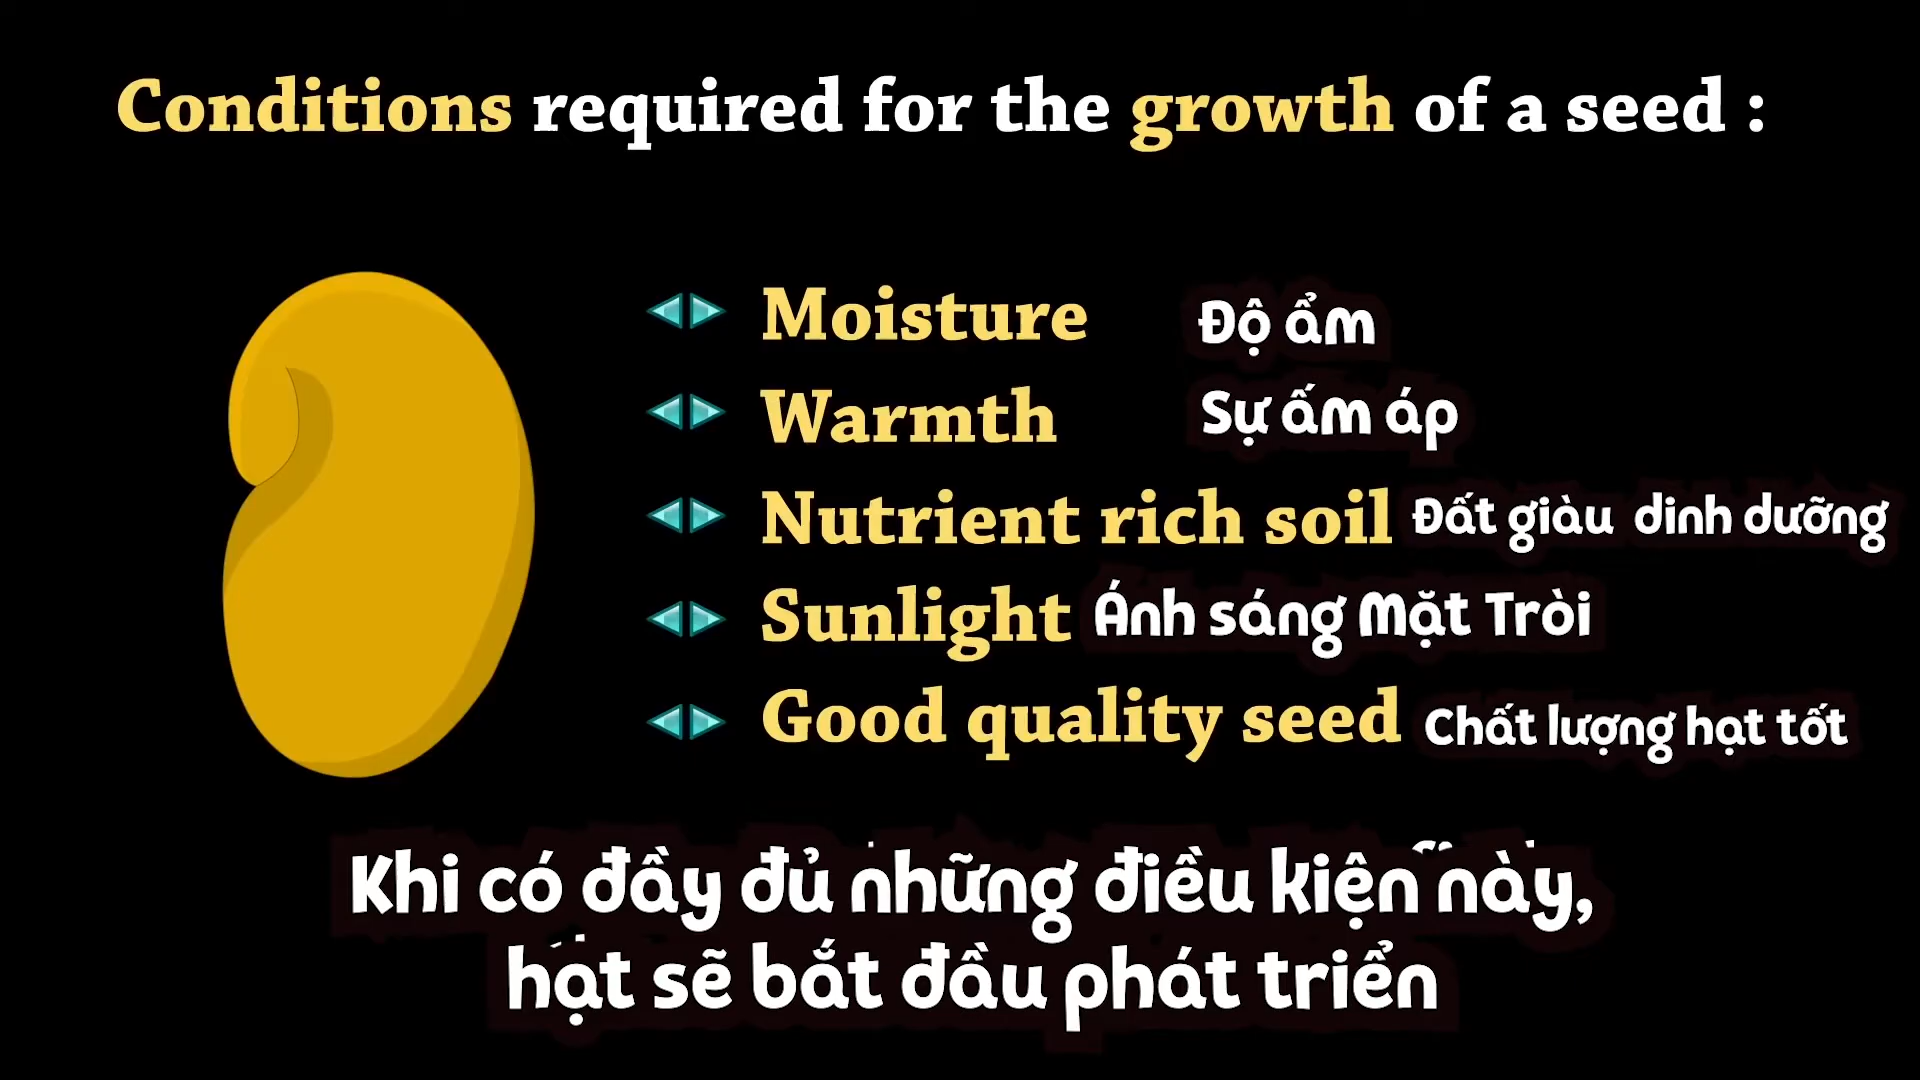 Conditions required for the growth of a seed :
Moisture Độ ẩm
Warmth Sự ấm áp
Nutrient rich soil Đất giàu dinh dưỡng
Sunlight Ánh sáng Mặt Tròi
Good quality seed Chất lượng hạt tốt
Khi có đầy đủ những điều kiện này,
hạt sẽ bắt đầu phát triển